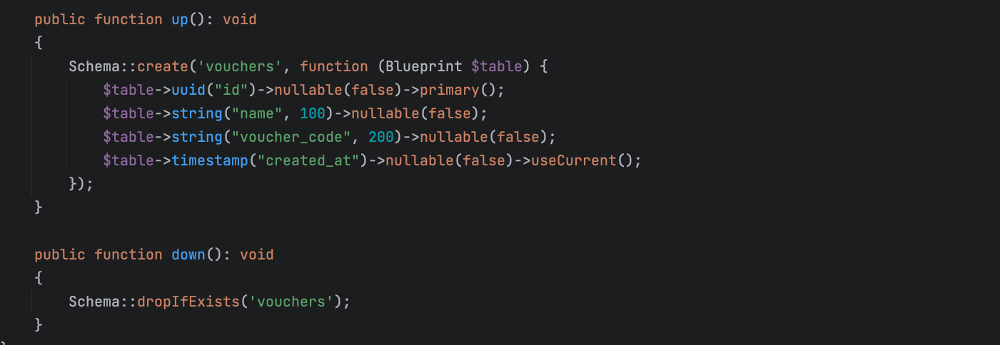 public function up(): void
{
Schema::create('vouchers', function (Blueprint $table) {
$table->uuid("id")->nullable(false)->primary();
$table->string("name", 100)->nullable(false);
$table->string("voucher_code", 200)->nullable(false);
$table->timestamp("created_at")->nullable(false)->useCurrent();
});
}
public function down(): void
{
Schema::dropIfExists('vouchers');
}